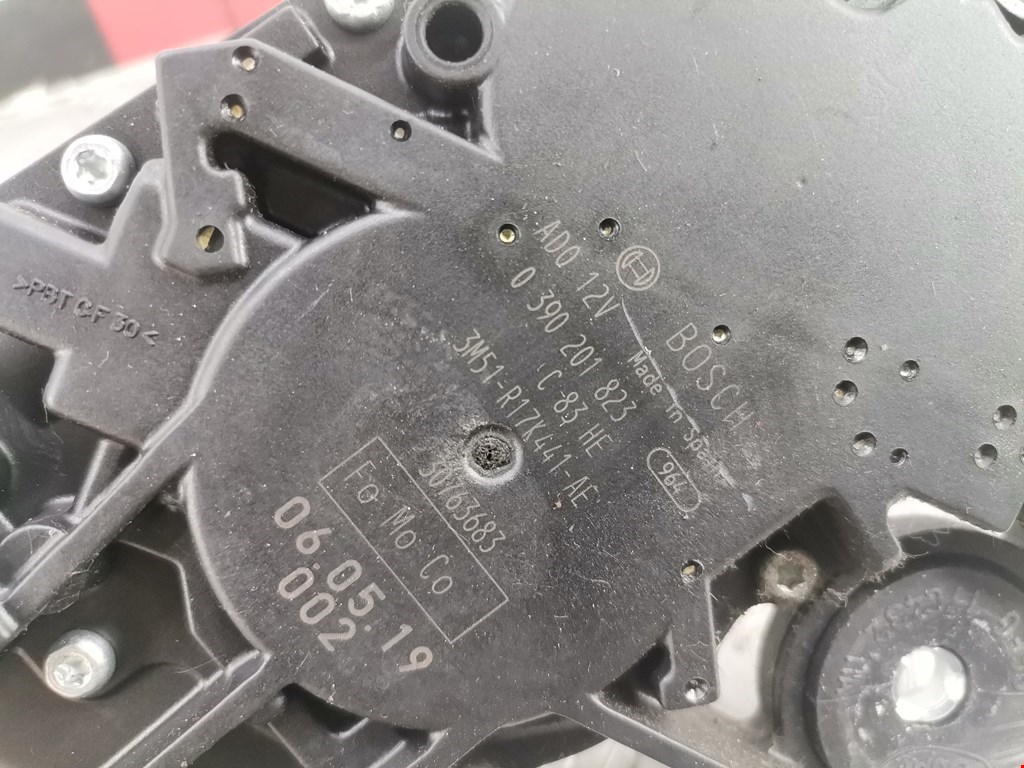 >PBT GF 30<
ADQ 12V
0 390 201 823
C 83 HE
3M51-R17K441-AE
30763683
Fo Mo Co
06.05.19
002
BOSCH
Made in Spain
964